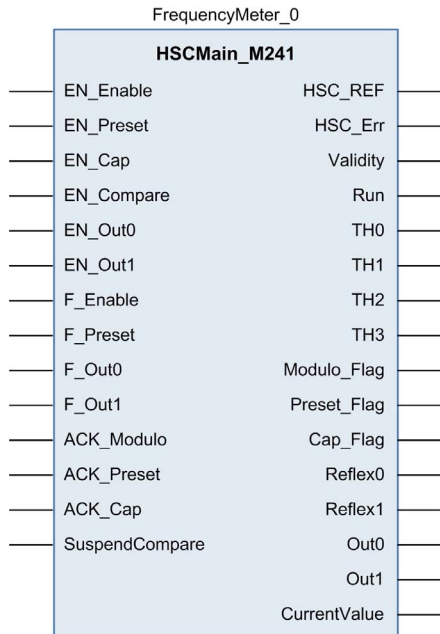 FrequencyMeter_0
HSCMain_M241
EN_Enable HSC_REF
EN_Preset HSC_Err
EN_Cap Validity
EN_Compare Run
EN_Out0 TH0
EN_Out1 TH1
F_Enable TH2
F_Preset TH3
F_Out0 Modulo_Flag
F_Out1 Preset_Flag
ACK_Modulo Cap_Flag
ACK_Preset Reflex0
ACK_Cap Reflex1
SuspendCompare Out0
Out1
CurrentValue